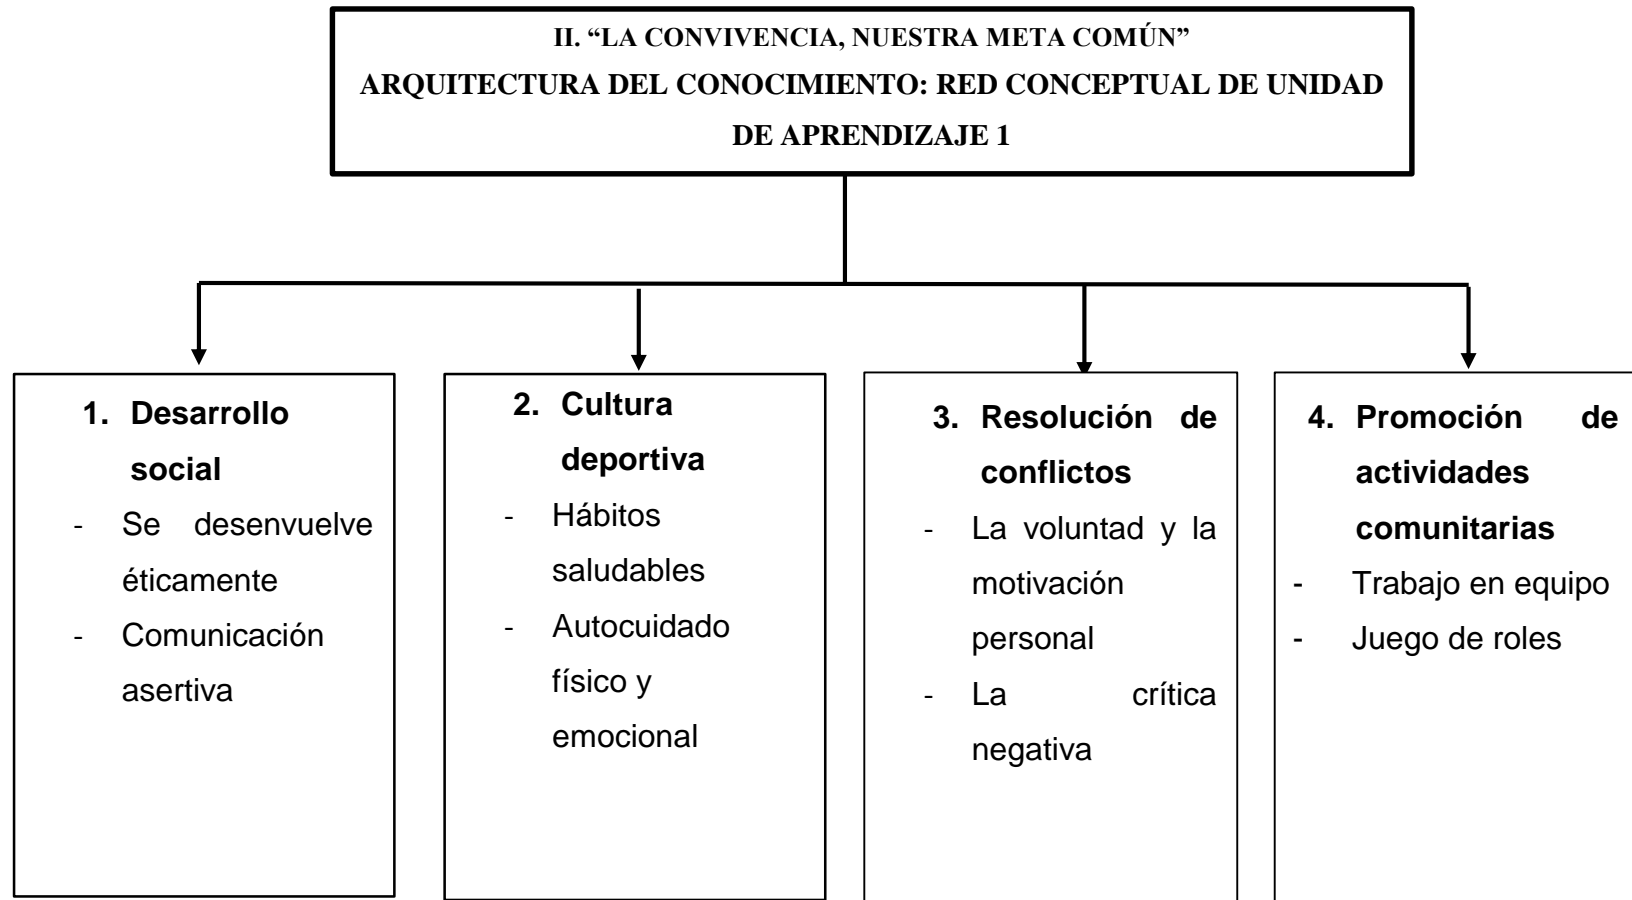 II. “LA CONVIVENCIA, NUESTRA META COMÚN”
ARQUITECTURA DEL CONOCIMIENTO: RED CONCEPTUAL DE UNIDAD
DE APRENDIZAJE 1
1. Desarrollo
social
- Se desenvuelve
éticamente
- Comunicación
asertiva
2. Cultura
deportiva
- Hábitos
saludables
- Autocuidado
físico y
emocional
3. Resolución de
conflictos
- La voluntad y la
motivación
personal
- La crítica
negativa
4. Promoción de
actividades
comunitarias
- Trabajo en equipo
- Juego de roles